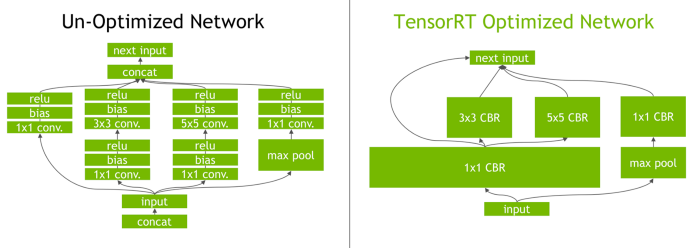 Un-Optimized Network
next input
concat
relu
bias
1x1 conv.
relu
bias
3x3 conv.
relu
bias
5x5 conv.
relu
bias
1x1 conv.
relu
bias
1x1 conv.
relu
bias
1x1 conv.
max pool
input
concat
TensorRT Optimized Network
next input
3x3 CBR
5x5 CBR
1x1 CBR
1x1 CBR
max pool
input